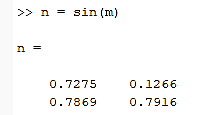 >> n = sin(m)
n =
0.7275 0.1266
0.7869 0.7916